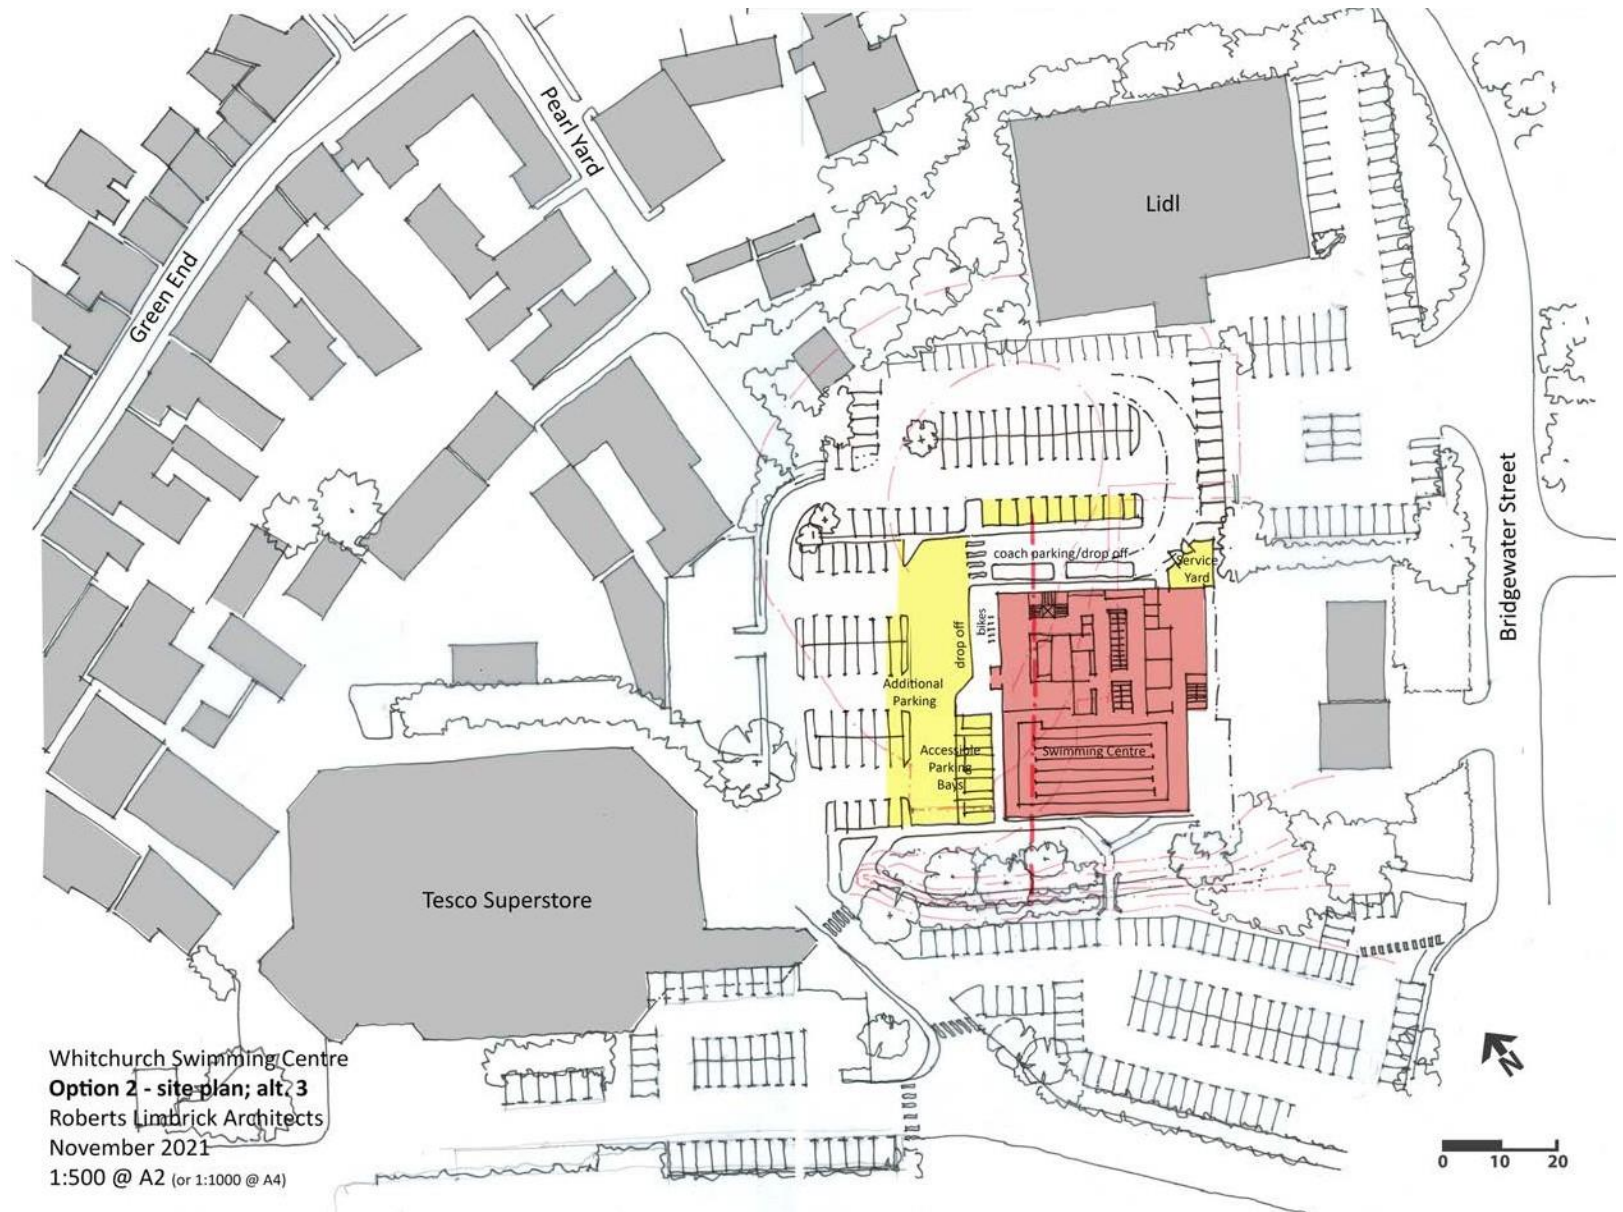 Pearl Yard
Green End
Lidl
Bridgewater Street
coach parking/drop off
Service
Yard
bikes
drop off
Additional
Parking
Accessible
Parking
Bays
Swimming Centre
Tesco Superstore
Whitchurch Swimming Centre
Option 2 - site plan; alt. 3
Roberts Limbrick Architects
November 2021
1:500 @ A2 (or 1:1000 @ A4)
N
0 10 20